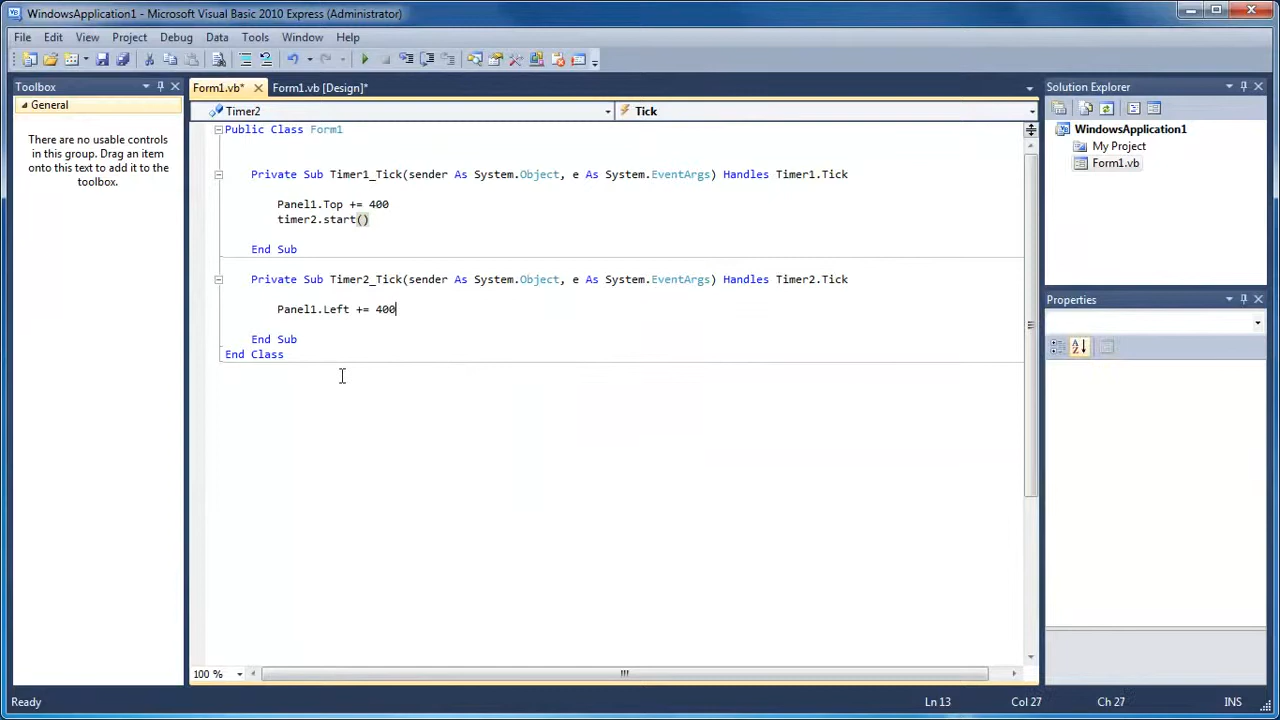 WindowsApplication1 - Microsoft Visual Basic 2010 Express (Administrator)
File Edit View Project Debug Data Tools Window Help
Toolbox
General
There are no usable controls
in this group. Drag an item
onto this text to add it to the
toolbox.
Form1.vb* Form1.vb [Design]*
Timer2 Tick
Public Class Form1
Private Sub Timer1_Tick(sender As System.Object, e As System.EventArgs) Handles Timer1.Tick
Panel1.Top += 400
timer2.start()
End Sub
Private Sub Timer2_Tick(sender As System.Object, e As System.EventArgs) Handles Timer2.Tick
Panel1.Left += 400
End Sub
End Class
100 %
Solution Explorer
WindowsApplication1
My Project
Form1.vb
Properties
Ready Ln 13 Col 27 Ch 27 INS